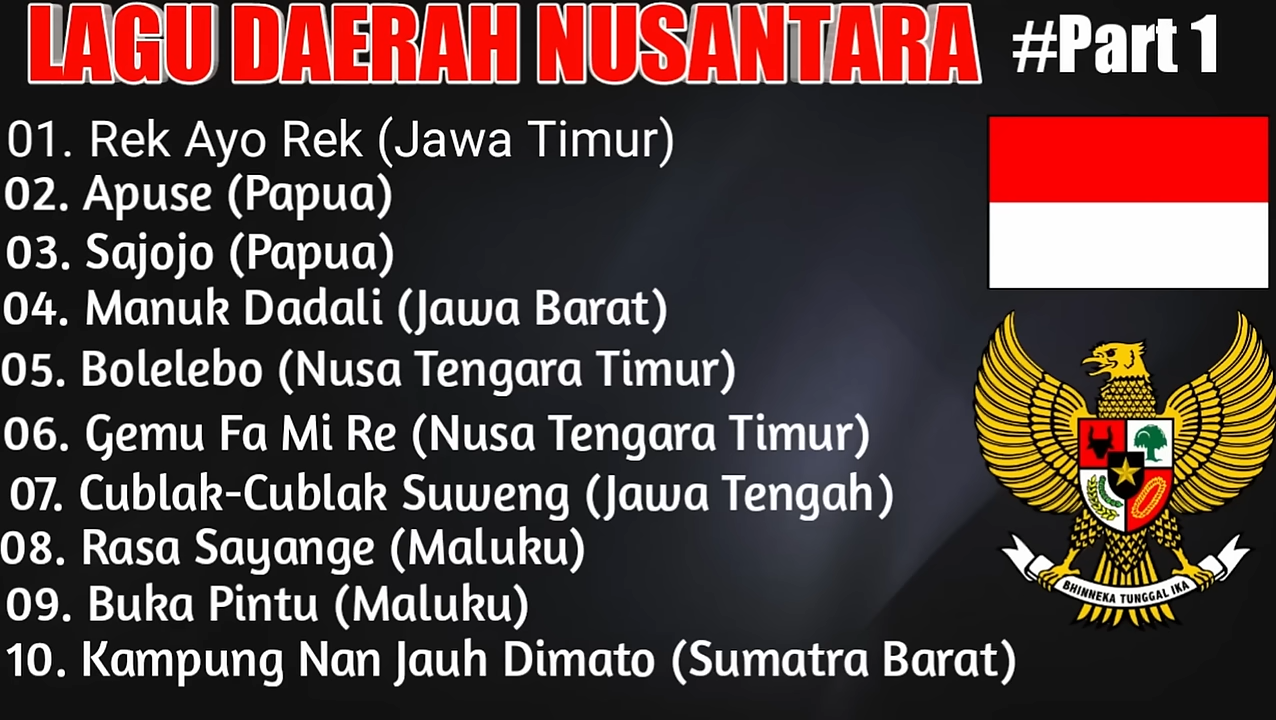 LAGU DAERAH NUSANTARA #Part 1
01. Rek Ayo Rek (Jawa Timur)
02. Apuse (Papua)
03. Sajojo (Papua)
04. Manuk Dadali (Jawa Barat)
05. Bolelebo (Nusa Tengara Timur)
06. Gemu Fa Mi Re (Nusa Tengara Timur)
07. Cublak-Cublak Suweng (Jawa Tengah)
08. Rasa Sayange (Maluku)
09. Buka Pintu (Maluku)
10. Kampung Nan Jauh Dimato (Sumatra Barat)
BHINNEKA TUNGGAL IKA